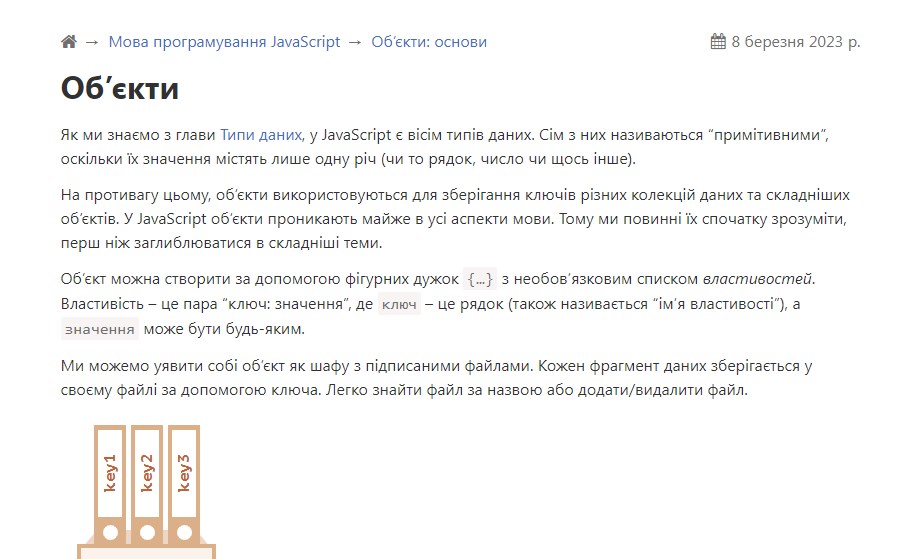 → Мова програмування JavaScript → Об’єкти: основи
8 березня 2023 р.
Об’єкти
Як ми знаємо з глави Типи даних, у JavaScript є вісім типів даних. Сім з них називаються “примітивними”,
оскільки їх значення містять лише одну річ (чи то рядок, число чи щось інше).
На противагу цьому, об’єкти використовуються для зберігання ключів різних колекцій даних та складніших
об’єктів. У JavaScript об’єкти проникають майже в усі аспекти мови. Тому ми повинні їх спочатку зрозуміти,
перш ніж заглиблюватися в складніші теми.
Об’єкт можна створити за допомогою фігурних дужок {…} з необов’язковим списком властивостей.
Властивість – це пара “ключ: значення”, де ключ – це рядок (також називається “ім’я властивості”), а
значення може бути будь-яким.
Ми можемо уявити собі об’єкт як шафу з підписаними файлами. Кожен фрагмент даних зберігається у
своєму файлі за допомогою ключа. Легко знайти файл за назвою або додати/видалити файл.
key1
key2
key3